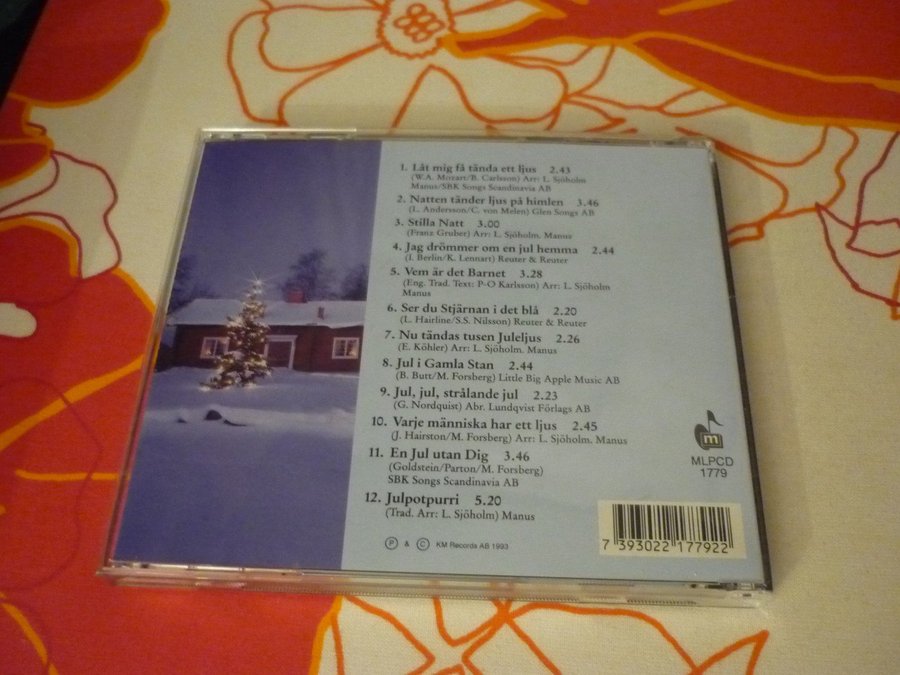 1. Låt mig få tända ett ljus 2.43
(W.A. Mozart/B. Carlsson) Arr: L. Sjöholm
Manus/SBK Songs Scandinavia AB
2. Natten tänder ljus på himlen 3.46
(L. Andersson/C. von Melen) Glen Songs AB
3. Stilla Natt 3.00
(Franz Gruber) Arr: L. Sjöholm. Manus
4. Jag drömmer om en jul hemma 2.44
(I. Berlin/K. Lennart) Reuter & Reuter
5. Vem är det Barnet 3.28
(Eng. Trad. Text: P-O Karlsson) Arr: L. Sjöholm
Manus
6. Ser du Stjärnan i det blå 2.20
(L. Hairline/S.S. Nilsson) Reuter & Reuter
7. Nu tändas tusen Juleljus 2.26
(E. Köhler) Arr: L. Sjöholm. Manus
8. Jul i Gamla Stan 2.44
(B. Butt/M. Forsberg) Little Big Apple Music AB
9. Jul, jul, strålande jul 2.23
(G. Nordquist) Abr. Lundqvist Förlags AB
10. Varje människa har ett ljus 2.45
(J. Hairston/M. Forsberg) Arr: L. Sjöholm. Manus
11. En Jul utan Dig 3.46
(Goldstein/Parton/M. Forsberg)
SBK Songs Scandinavia AB
12. Julpotpurri 5.20
(Trad. Arr: L. Sjöholm) Manus
Ⓟ & Ⓒ KM Records AB 1993
m
MLPCD
1779
7 393022 177922